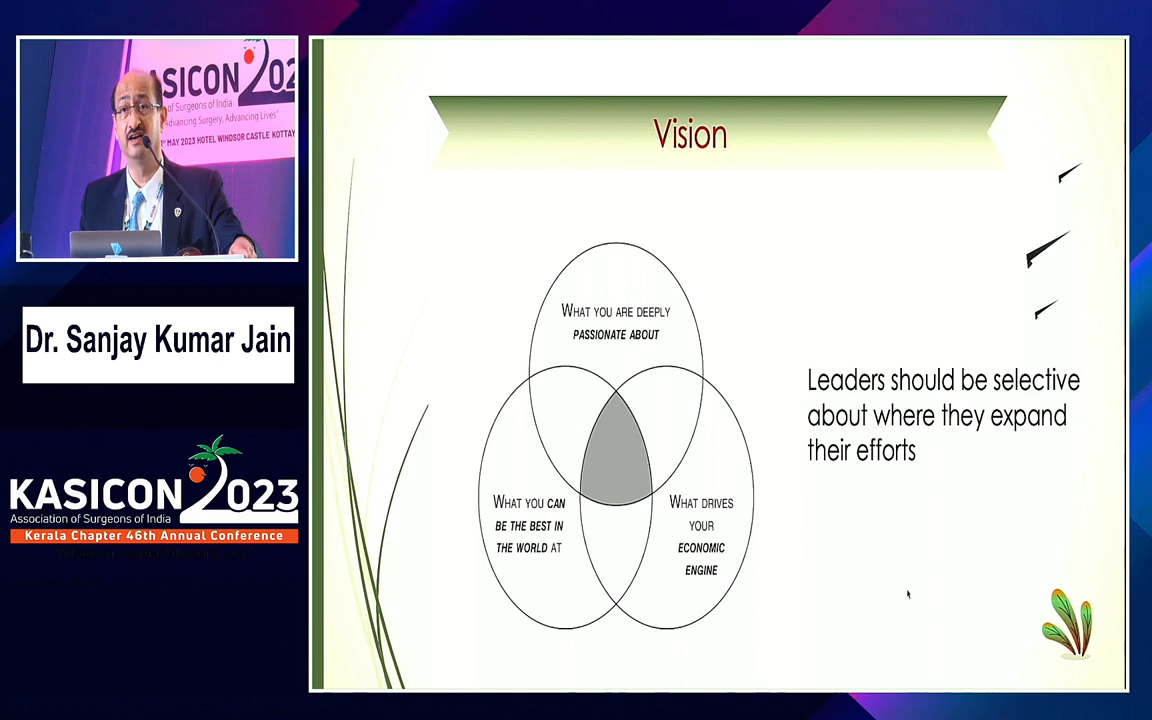 ASICON 202
of Surgeons of India
Advancing Surgery, Advancing Lives"
MAY 2023 HOTEL WINDSOR CASTLE KOTTAY
Dr. Sanjay Kumar Jain
KASICON 2023
Association of Surgeons of India
Kerala Chapter 46th Annual Conference
Vision
WHAT YOU ARE DEEPLY
PASSIONATE ABOUT
WHAT YOU CAN
BE THE BEST IN
THE WORLD AT
WHAT DRIVES
YOUR
ECONOMIC
ENGINE
Leaders should be selective
about where they expand
their efforts